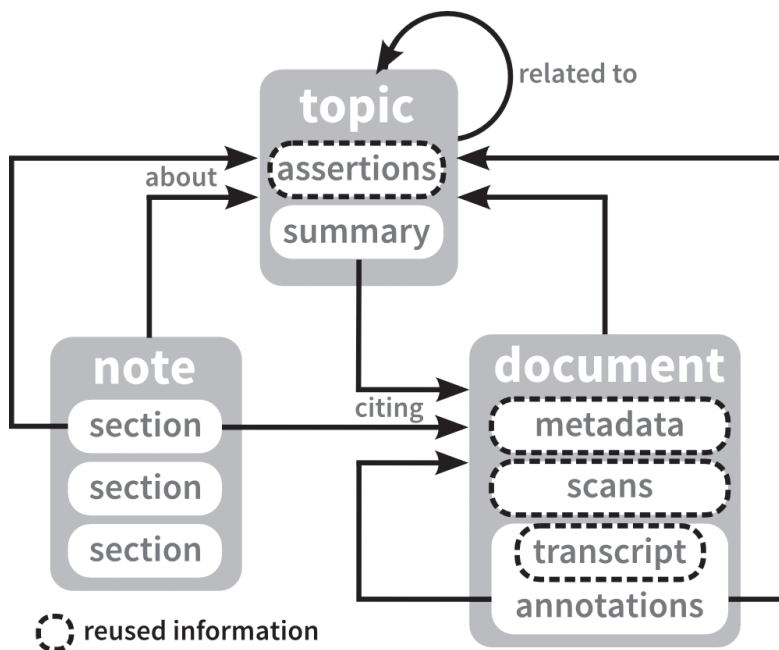 related to
topic
assertions
about
summary
note
document
citing
section
metadata
section
scans
section
transcript
annotations
reused information